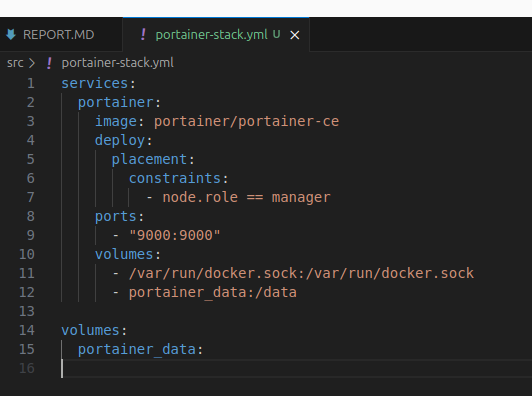 REPORT.MD
! portainer-stack.yml U ×
src > ! portainer-stack.yml
1 services:
2   portainer:
3     image: portainer/portainer-ce
4     deploy:
5       placement:
6         constraints:
7           - node.role == manager
8     ports:
9       - "9000:9000"
10     volumes:
11       - /var/run/docker.sock:/var/run/docker.sock
12       - portainer_data:/data
13
14 volumes:
15   portainer_data:
16